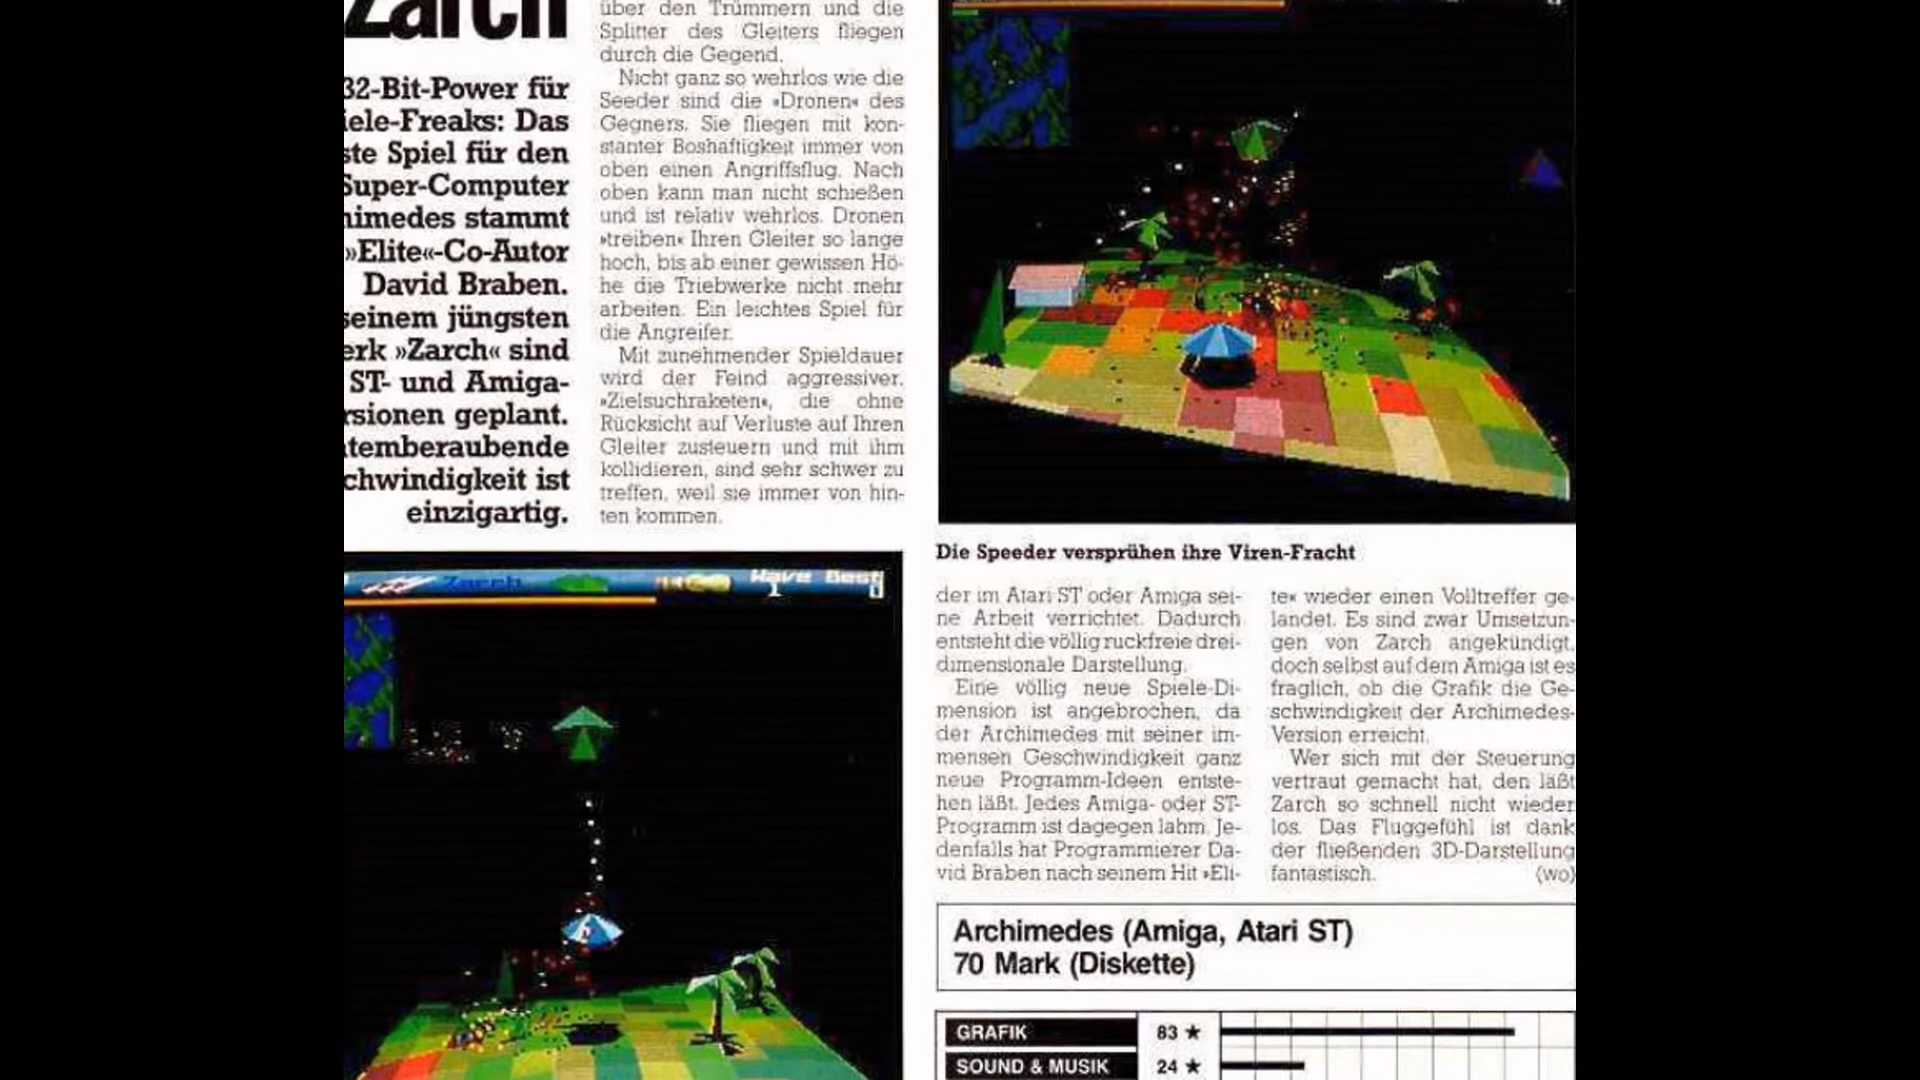 Zarch
32-Bit-Power für
iele-Freaks: Das
ste Spiel für den
Super-Computer
himedes stammt
»Elite«-Co-Autor
David Braben.
seinem jüngsten
erk »Zarch« sind
ST- und Amiga-
rsionen geplant.
temberaubende
chwindigkeit ist
einzigartig.
über den Trümmern und die
Splitter des Gleiters fliegen
durch die Gegend.
Nicht ganz so wehrlos wie die
Seeder sind die »Dronen« des
Gegners. Sie fliegen mit kon-
stanter Boshaftigkeit immer von
oben einen Angriffsflug. Nach
oben kann man nicht schießen
und ist relativ wehrlos. Dronen
»treiben« Ihren Gleiter so lange
hoch, bis ab einer gewissen Hö-
he die Triebwerke nicht mehr
arbeiten. Ein leichtes Spiel für
die Angreifer.
Mit zunehmender Spieldauer
wird der Feind aggressiver.
»Zielsuchraketen«, die ohne
Rücksicht auf Verluste auf Ihren
Gleiter zusteuern und mit ihm
kollidieren, sind sehr schwer zu
treffen, weil sie immer von hin-
ten kommen.
Zarch
Wave Best
1 0
Die Speeder versprühen ihre Viren-Fracht
der im Atari ST oder Amiga sei-
ne Arbeit verrichtet. Dadurch
entsteht die völlig ruckfreie drei-
dimensionale Darstellung.
Eine völlig neue Spiele-Di-
mension ist angebrochen, da
der Archimedes mit seiner im-
mensen Geschwindigkeit ganz
neue Programm-Ideen entste-
hen läßt. Jedes Amiga- oder ST-
Programm ist dagegen lahm. Je-
denfalls hat Programmierer Da-
vid Braben nach seinem Hit »Eli-
te« wieder einen Volltreffer ge-
landet. Es sind zwar Umsetzun-
gen von Zarch angekündigt,
doch selbst auf dem Amiga ist es
fraglich, ob die Grafik die Ge-
schwindigkeit der Archimedes-
Version erreicht.
Wer sich mit der Steuerung
vertraut gemacht hat, den läßt
Zarch so schnell nicht wieder
los. Das Fluggefühl ist dank
der fließenden 3D-Darstellung
fantastisch. (wo)
Archimedes (Amiga, Atari ST)
70 Mark (Diskette)
GRAFIK 83 ★
SOUND & MUSIK 24 ★